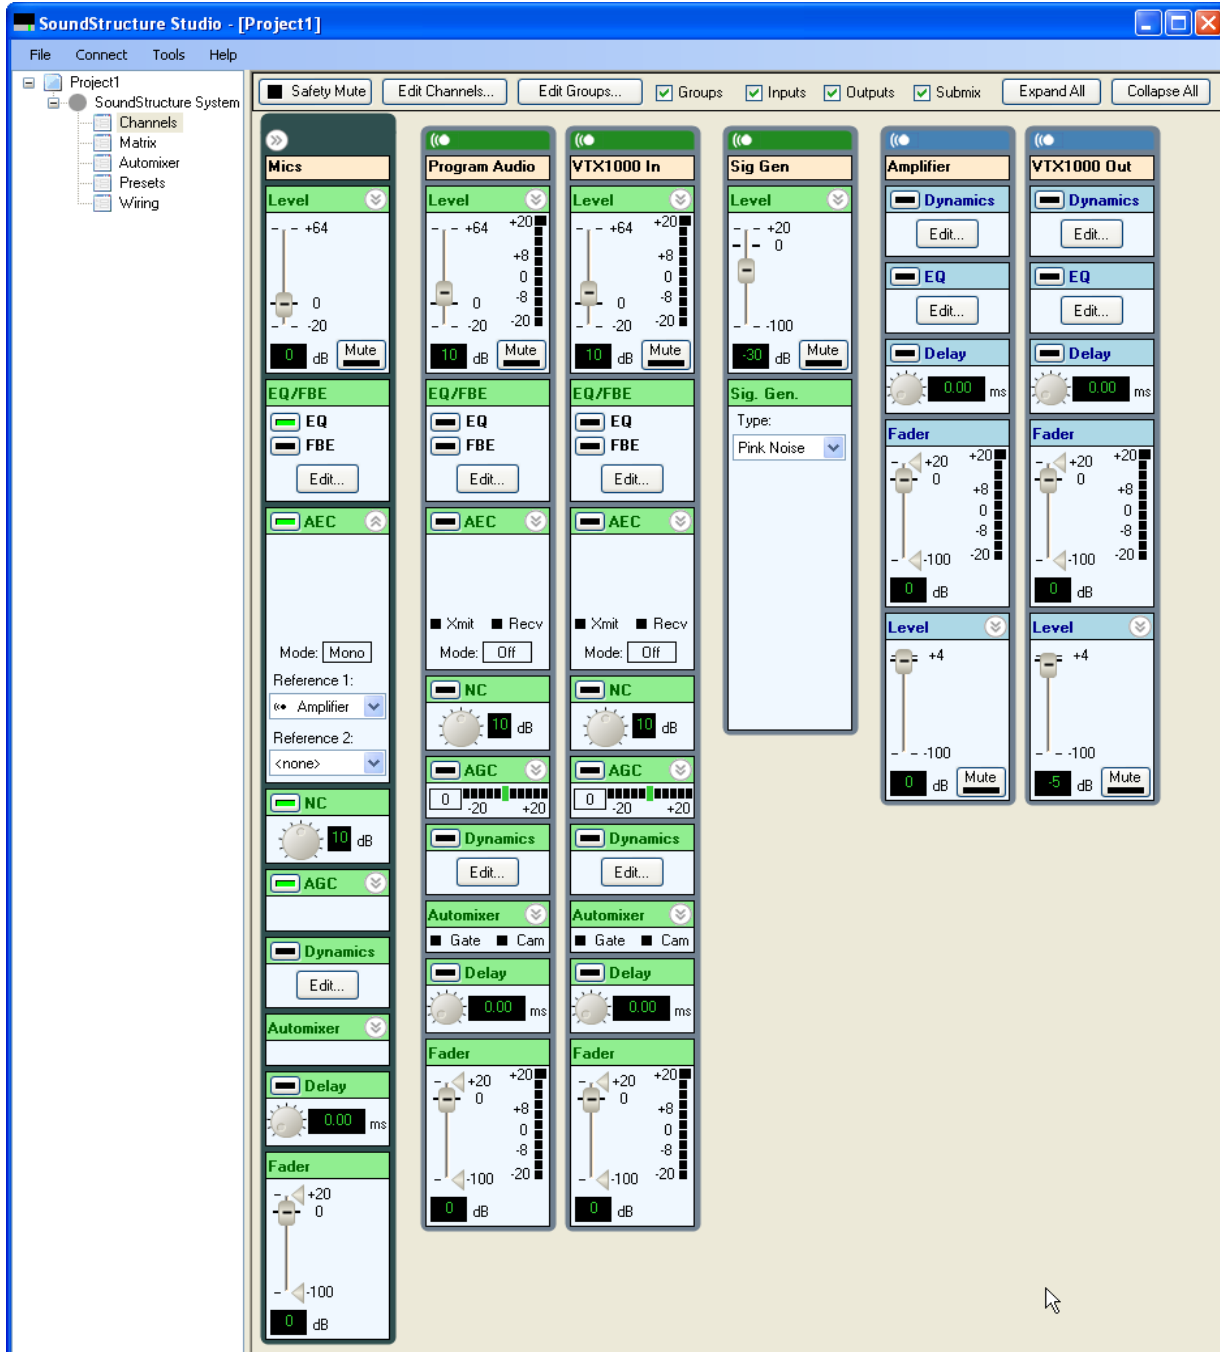 SoundStructure Studio - [Project1]
File Connect Tools Help
Project1
SoundStructure System
Channels
Matrix
Automixer
Presets
Wiring
Safety Mute Edit Channels... Edit Groups... Groups Inputs Outputs Submix Expand All Collapse All
Mics
Level
+64
0
-20
0 dB Mute
EQ/FBE
EQ
FBE
Edit...
AEC
Mode: Mono
Reference 1:
Amplifier
Reference 2:
<none>
NC
10 dB
AGC
Dynamics
Edit...
Automixer
Delay
0.00 ms
Fader
+20
0
-100
0 dB
Program Audio
Level
+64 +20
+8
0
0 -8
-20 -20
10 dB Mute
EQ/FBE
EQ
FBE
Edit...
AEC
Xmit Recv
Mode: Off
NC
10 dB
AGC
0 -20 +20
Dynamics
Edit...
Automixer
Gate Cam
Delay
0.00 ms
Fader
+20 +20
0
+8
0
-8
-100 -20
0 dB
VTX1000 In
Level
+64 +20
+8
0
0 -8
-20 -20
10 dB Mute
EQ/FBE
EQ
FBE
Edit...
AEC
Xmit Recv
Mode: Off
NC
10 dB
AGC
0 -20 +20
Dynamics
Edit...
Automixer
Gate Cam
Delay
0.00 ms
Fader
+20 +20
0
+8
0
-8
-100 -20
0 dB
Sig Gen
Level
+20
0
-100
-30 dB Mute
Sig. Gen.
Type:
Pink Noise
Amplifier
Dynamics
Edit...
EQ
Edit...
Delay
0.00 ms
Fader
+20 +20
0
+8
0
-8
-100 -20
0 dB
Level
+4
-100
0 dB Mute
VTX1000 Out
Dynamics
Edit...
EQ
Edit...
Delay
0.00 ms
Fader
+20 +20
0
+8
0
-8
-100 -20
0 dB
Level
+4
-100
-5 dB Mute